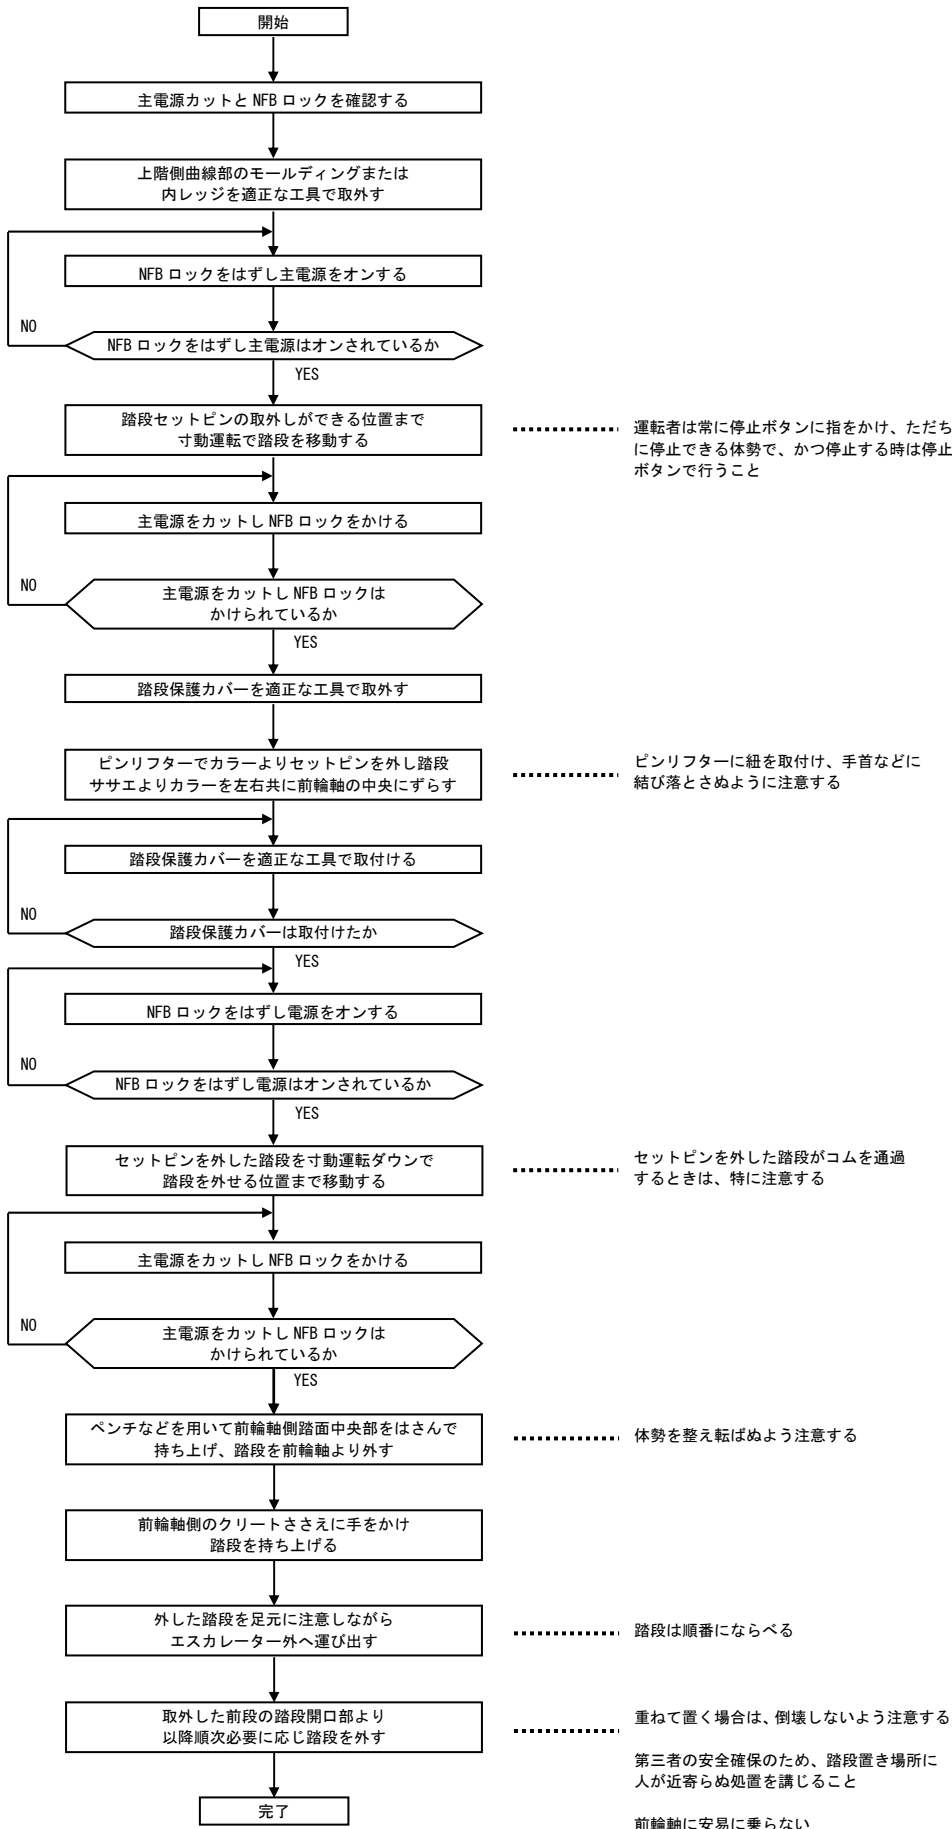 開始
主電源カットと NFB ロックを確認する
上階側曲線部のモールディングまたは
内レッジを適正な工具で取外す
NFB ロックをはずし主電源をオンする
NO
NFB ロックをはずし主電源はオンされているか
YES
踏段セットピンの取外しができる位置まで
寸動運転で踏段を移動する
運転者は常に停止ボタンに指をかけ、ただち
に停止できる体勢で、かつ停止する時は停止
ボタンで行うこと
主電源をカットし NFB ロックをかける
NO
主電源をカットし NFB ロックは
かけられているか
YES
踏段保護カバーを適正な工具で取外す
ピンリフターでカラーよりセットピンを外し踏段
ササエよりカラーを左右共に前輪軸の中央にずらす
ピンリフターに紐を取付け、手首などに
結び落とさぬように注意する
踏段保護カバーを適正な工具で取付ける
NO
踏段保護カバーは取付けたか
YES
NFB ロックをはずし電源をオンする
NO
NFB ロックをはずし電源はオンされているか
YES
セットピンを外した踏段を寸動運転ダウンで
踏段を外せる位置まで移動する
セットピンを外した踏段がコムを通過
するときは、特に注意する
主電源をカットし NFB ロックをかける
NO
主電源をカットし NFB ロックは
かけられているか
YES
ペンチなどを用いて前輪軸側踏面中央部をはさんで
持ち上げ、踏段を前輪軸より外す
体勢を整え転ばぬよう注意する
前輪軸側のクリートささえに手をかけ
踏段を持ち上げる
外した踏段を足元に注意しながら
エスカレーター外へ運び出す
踏段は順番にならべる
取外した前段の踏段開口部より
以降順次必要に応じ踏段を外す
重ねて置く場合は、倒壊しないよう注意する
第三者の安全確保のため、踏段置き場所に
人が近寄らぬ処置を講じること
前輪軸に安易に乗らない
完了